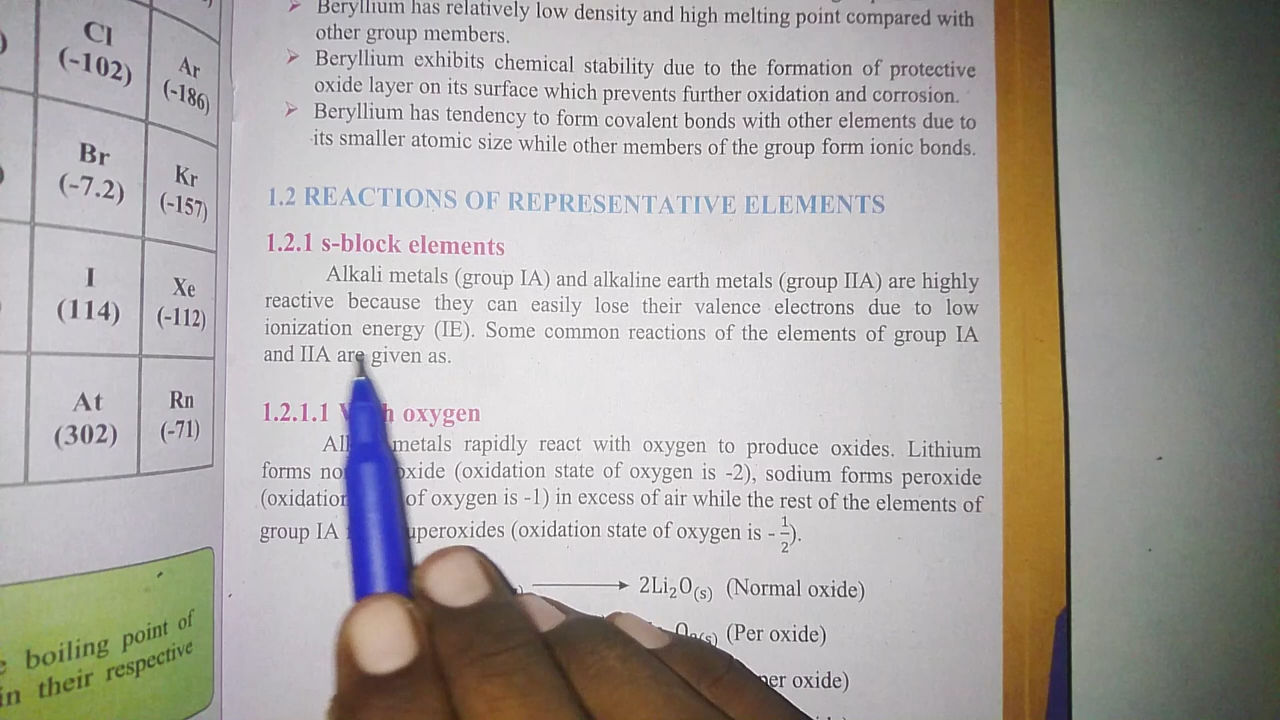 Cl
(-102)
Ar
(-186)
Br
(-7.2)
Kr
(-157)
I
(114)
Xe
(-112)
At
(302)
Rn
(-71)
boiling point of
in their respective
Beryllium has relatively low density and high melting point compared with
other group members.
Beryllium exhibits chemical stability due to the formation of protective
oxide layer on its surface which prevents further oxidation and corrosion.
Beryllium has tendency to form covalent bonds with other elements due to
its smaller atomic size while other members of the group form ionic bonds.
1.2 REACTIONS OF REPRESENTATIVE ELEMENTS
1.2.1 s-block elements
Alkali metals (group IA) and alkaline earth metals (group IIA) are highly
reactive because they can easily lose their valence electrons due to low
ionization energy (IE). Some common reactions of the elements of group IA
and IIA are given as.
1.2.1.1 oxygen
metals rapidly react with oxygen to produce oxides. Lithium
forms (oxidation state of oxygen is -2), sodium forms peroxide
of oxygen is -1) in excess of air while the rest of the elements of
group IA (oxidation state of oxygen is - 1/2).
⟶ 2Li₂O(s) (Normal oxide)
(Per oxide)
oxide)